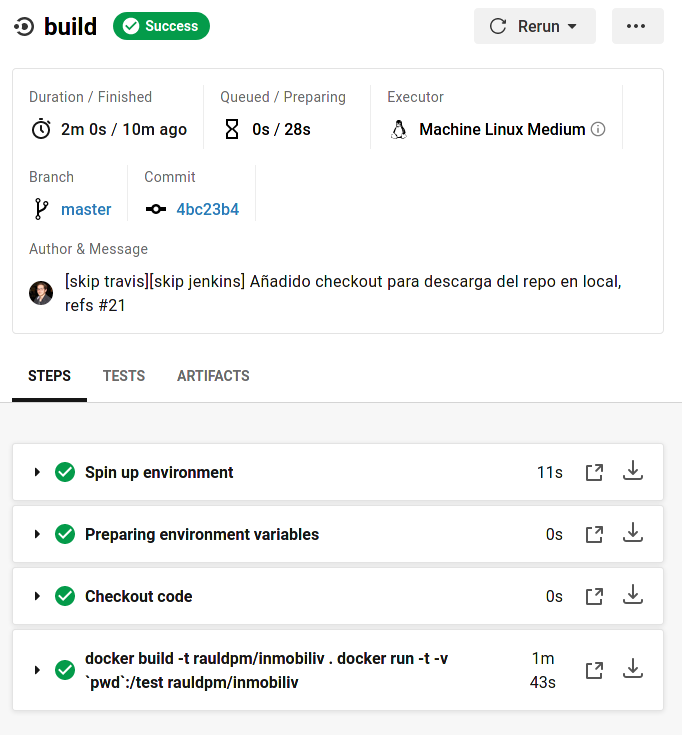 build Success Rerun
Duration / Finished Queued / Preparing Executor
2m 0s / 10m ago 0s / 28s Machine Linux Medium
Branch Commit
master 4bc23b4
Author & Message
[skip travis][skip jenkins] Añadido checkout para descarga del repo en local,
refs #21
STEPS TESTS ARTIFACTS
Spin up environment 11s
Preparing environment variables 0s
Checkout code 0s
docker build -t rauldpm/inmobiliv . docker run -t -v 1m
`pwd`:/test rauldpm/inmobiliv 43s